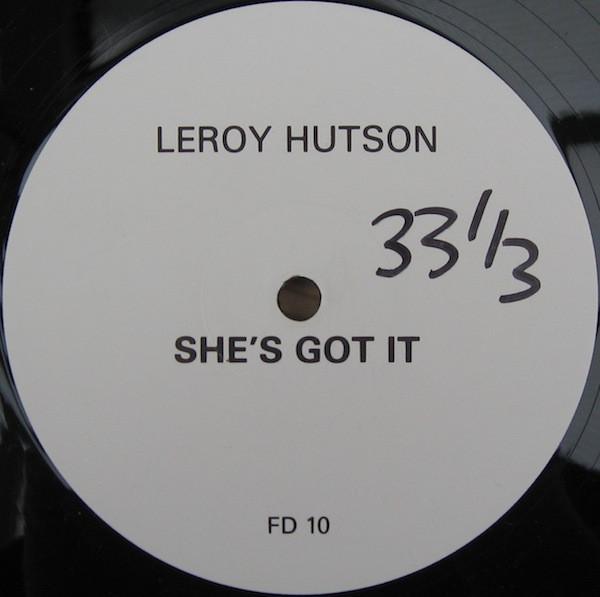 LEROY HUTSON
33 1/3
SHE'S GOT IT
FD 10